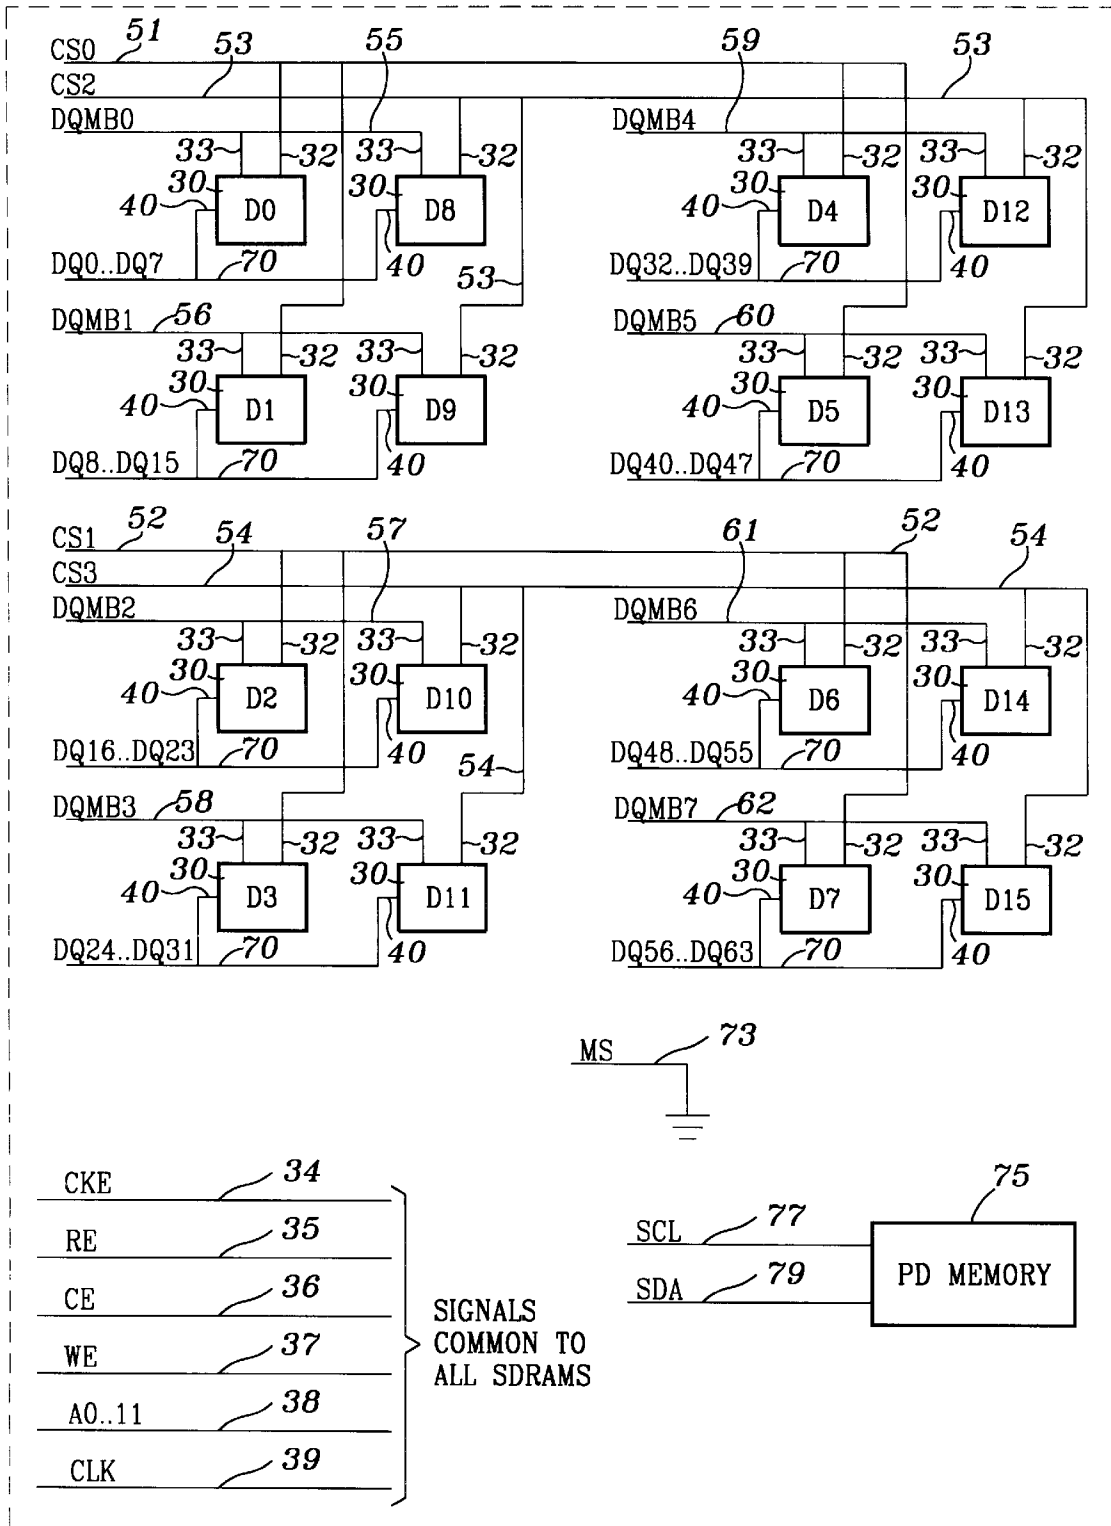 CS0 51 53 55 59 53
CS2
DQMB0 DQMB4
33 32 33 32 33 32 33 32
30 30 30 30
40 D0 D8 40 D4 D12
DQ0..DQ7 70 40 DQ32..DQ39 70 40
53
DQMB1 56 DQMB5 60
33 32 33 32 33 32 33 32
30 30 30 30
40 D1 D9 40 D5 D13
DQ8..DQ15 70 40 DQ40..DQ47 70 40
CS1 52 54 57 61 52 54
CS3
DQMB2 DQMB6
33 32 33 32 33 32 33 32
30 30 30 30
40 D2 D10 40 D6 D14
DQ16..DQ23 70 40 DQ48..DQ55 70 40
54
DQMB3 58 DQMB7 62
33 32 33 32 33 32 33 32
30 30 30 30
40 D3 D11 40 D7 D15
DQ24..DQ31 70 40 DQ56..DQ63 70 40
MS 73
CKE 34
RE 35
CE 36
WE 37
A0..11 38
CLK 39
SIGNALS
COMMON TO
ALL SDRAMS
75
SCL 77
SDA 79
PD MEMORY